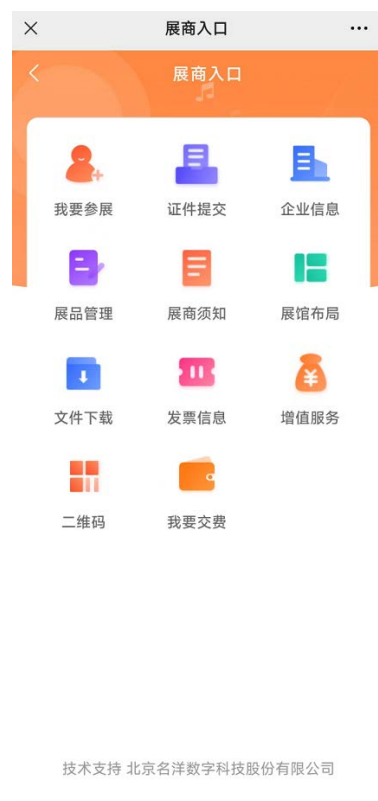 展商入口
展商入口
我要参展 证件提交 企业信息
展品管理 展商须知 展馆布局
文件下载 发票信息 增值服务
二维码 我要交费
技术支持 北京名洋数字科技股份有限公司